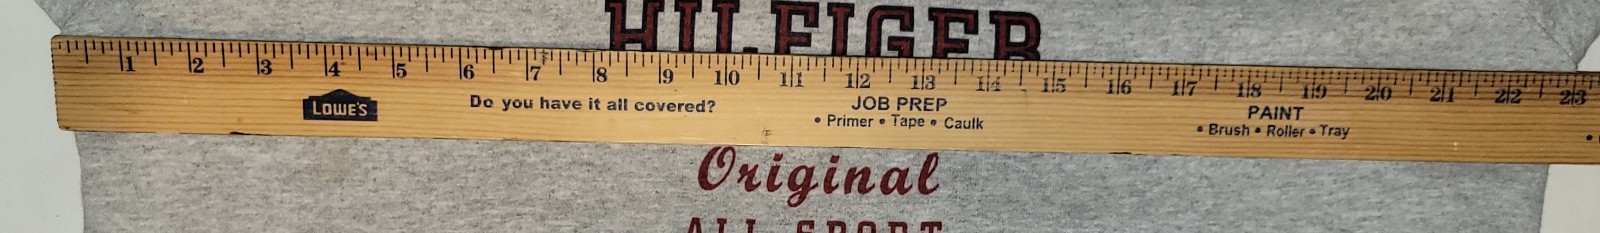 HILFIGER
1 2 3 4 5 6 7 8 9 10 11 12 13 14 15 16 17 18 19 20 21 22 23
LOWE'S
Do you have it all covered?
JOB PREP
• Primer • Tape • Caulk
PAINT
• Brush • Roller • Tray
Original
ALL SPORT